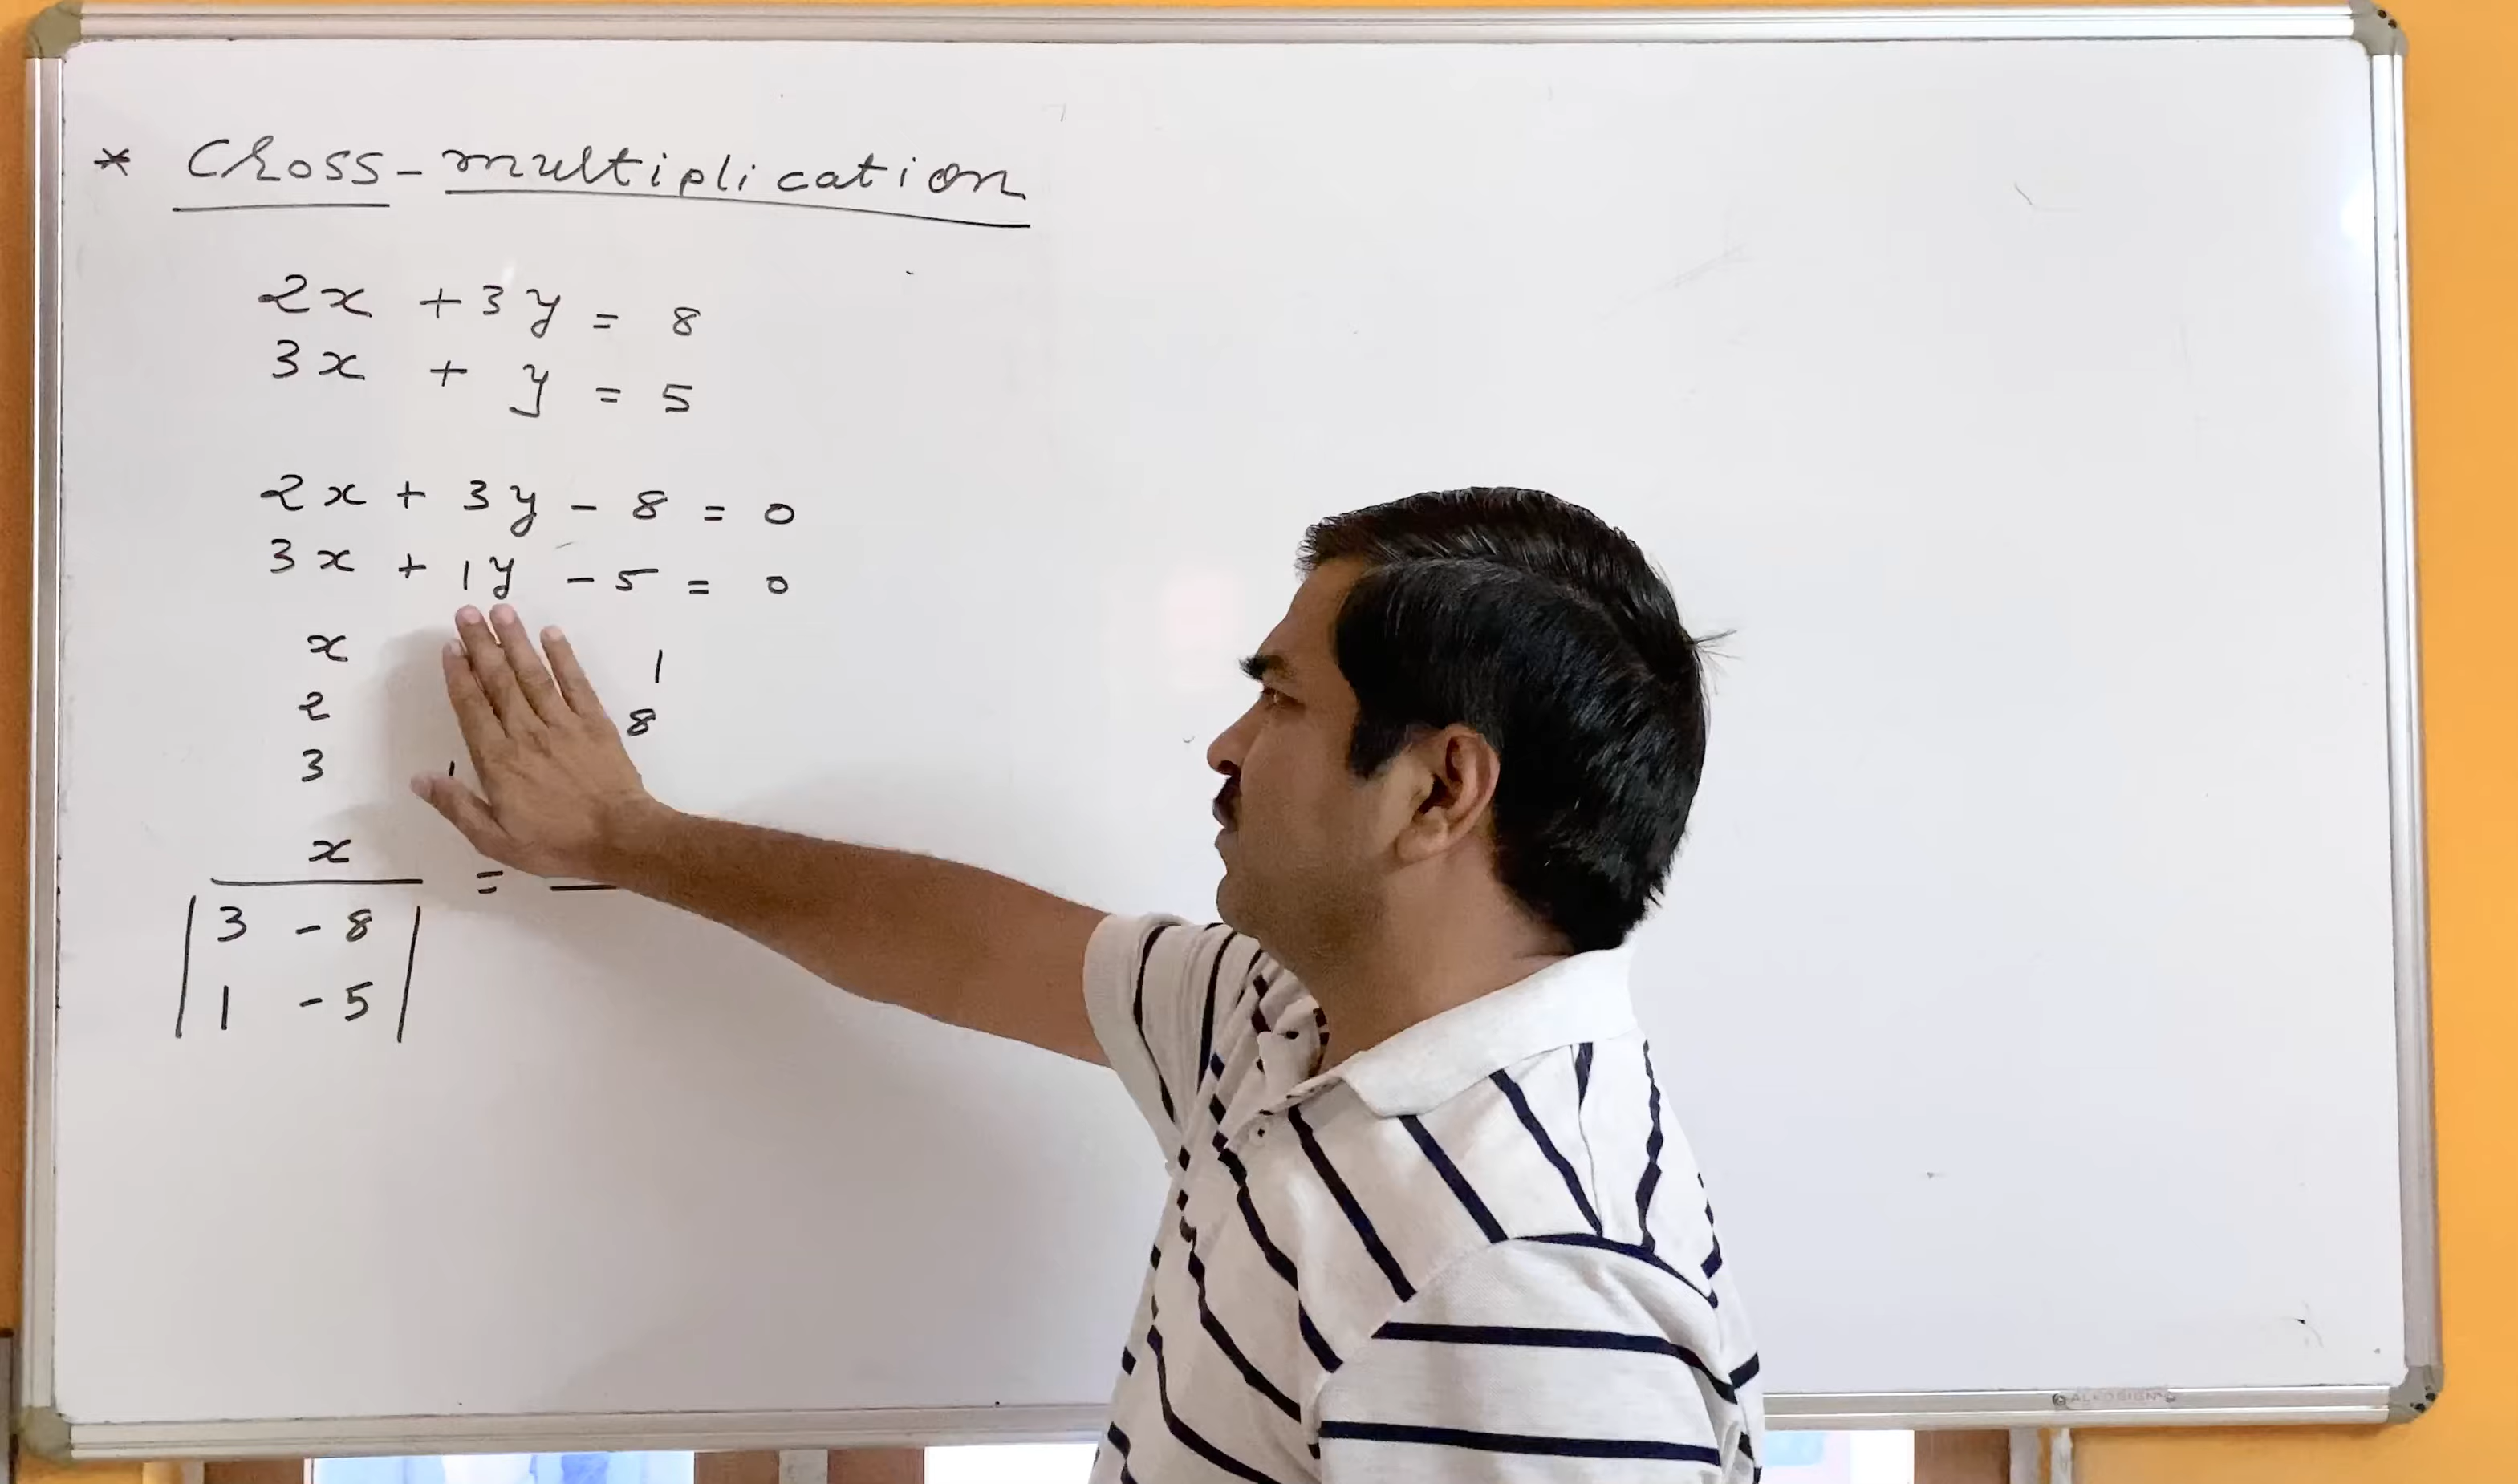 * Cross-multiplication
2x + 3y = 8
3x + y = 5
2x + 3y - 8 = 0
3x + 1y - 5 = 0
x 1
2 8
3
x
=
3 -8
1 -5